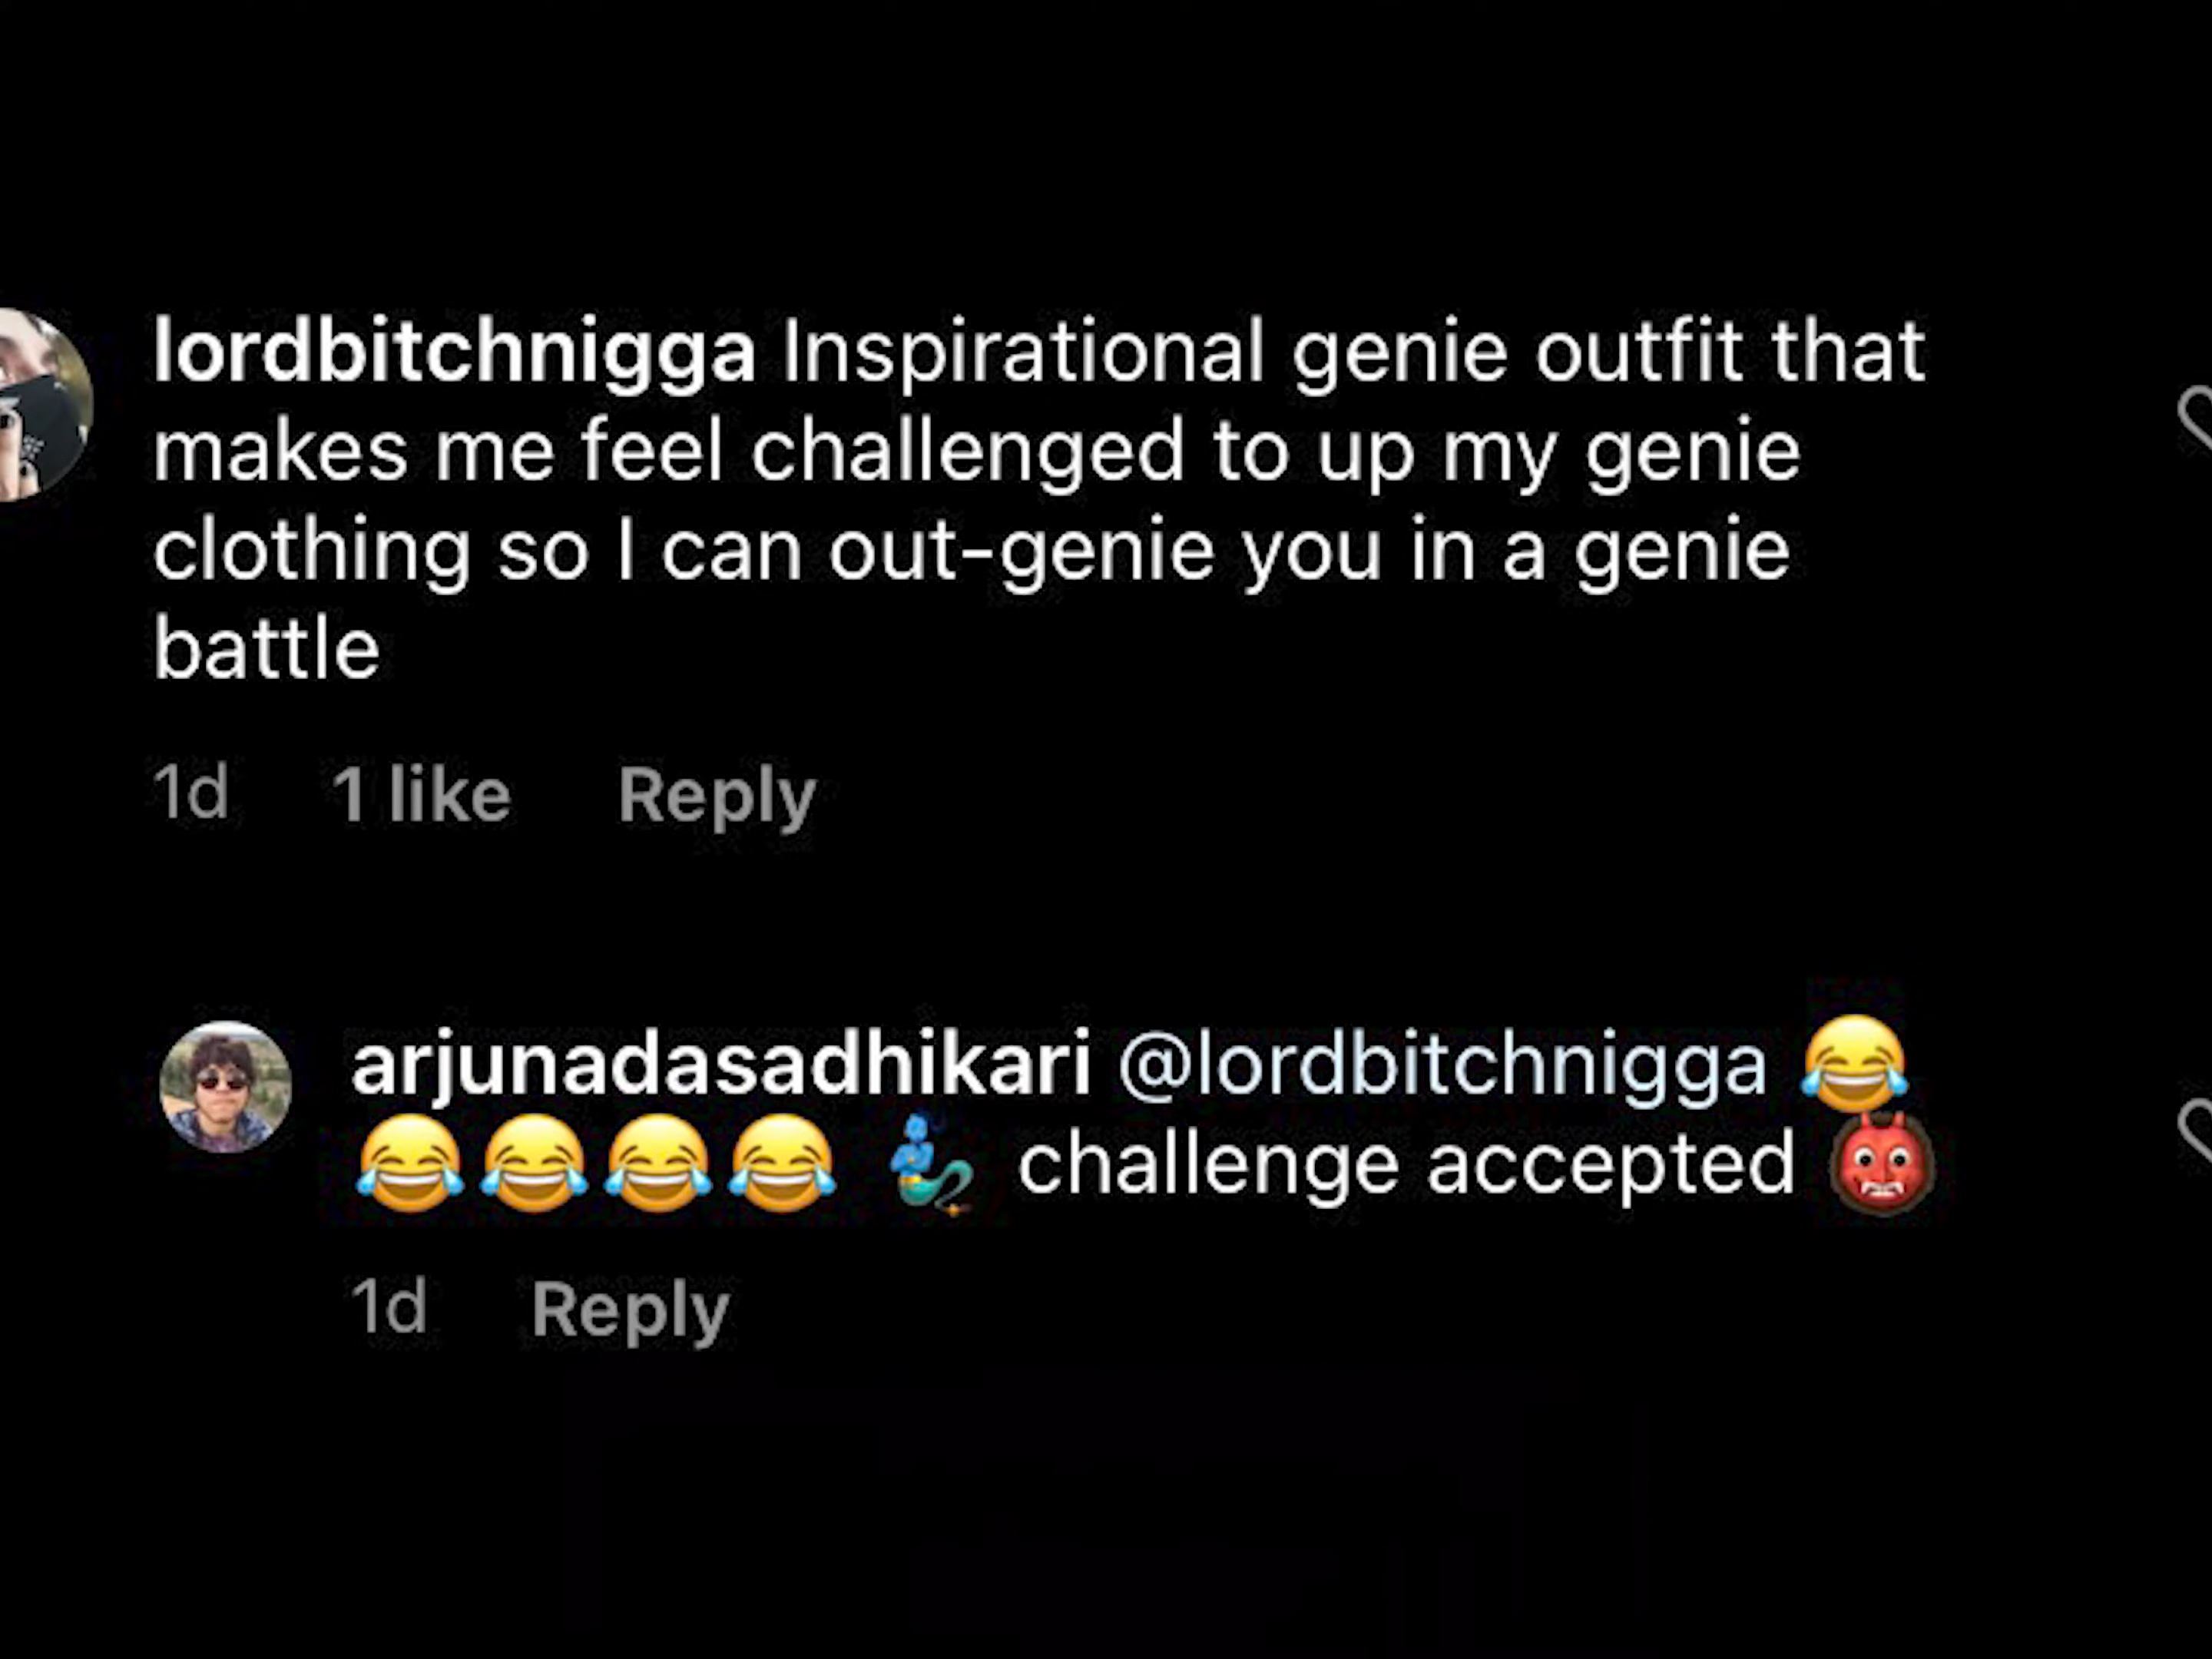 lordbitchnigga Inspirational genie outfit that
makes me feel challenged to up my genie
clothing so I can out-genie you in a genie
battle
1d 1 like Reply
arjunadasadhikari @lordbitchnigga 😂
😂😂😂😂 🧞‍♂️ challenge accepted 👹
1d Reply